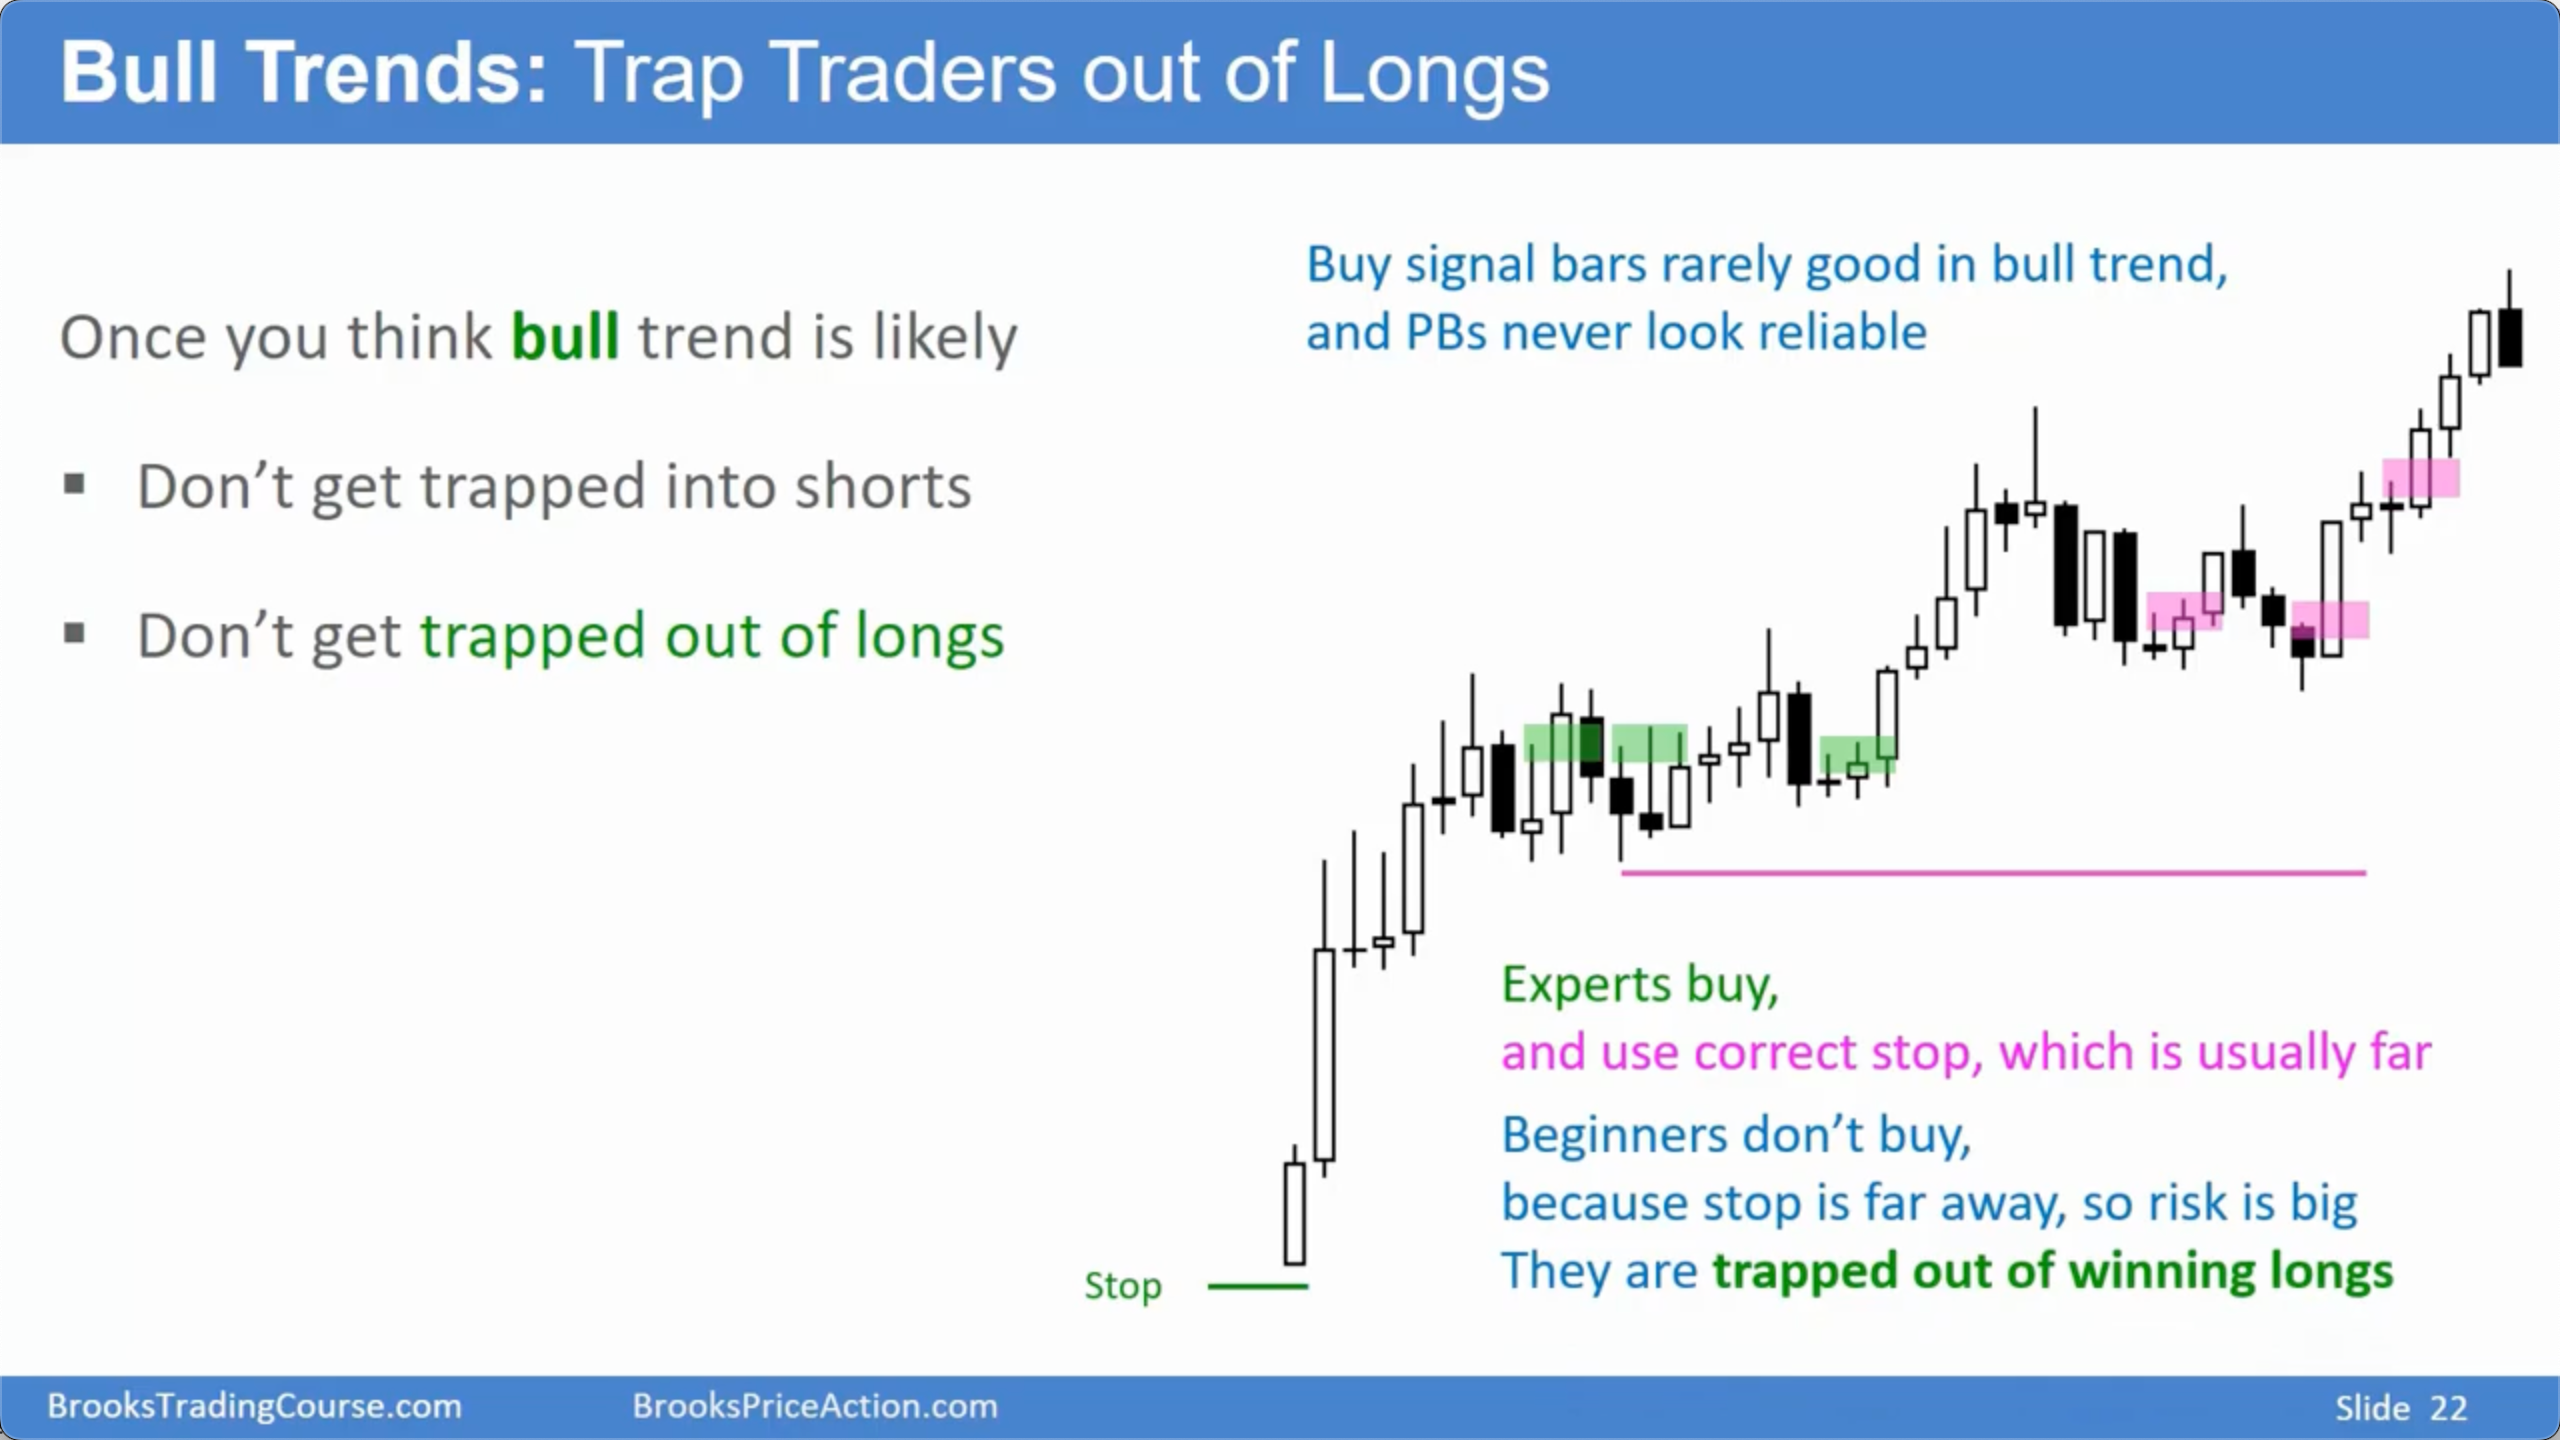 Bull Trends: Trap Traders out of Longs
Once you think bull trend is likely
▪ Don’t get trapped into shorts
▪ Don’t get trapped out of longs
Buy signal bars rarely good in bull trend,
and PBs never look reliable
Experts buy,
and use correct stop, which is usually far
Beginners don’t buy,
because stop is far away, so risk is big
They are trapped out of winning longs
Stop
BrooksTradingCourse.com
BrooksPriceAction.com
Slide 22